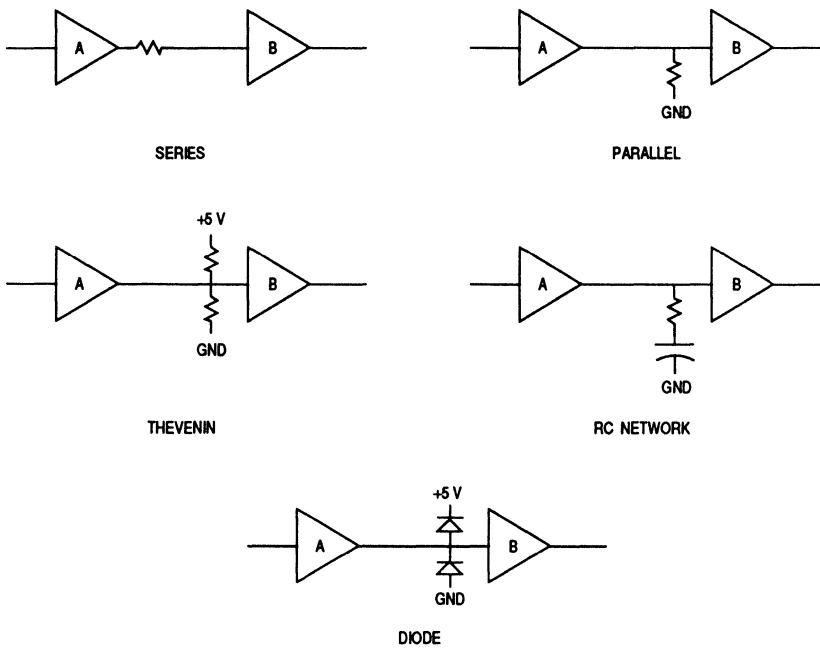 A B
SERIES
A B
GND
PARALLEL
+5 V
A B
GND
THEVENIN
A B
GND
RC NETWORK
+5 V
A B
GND
DIODE